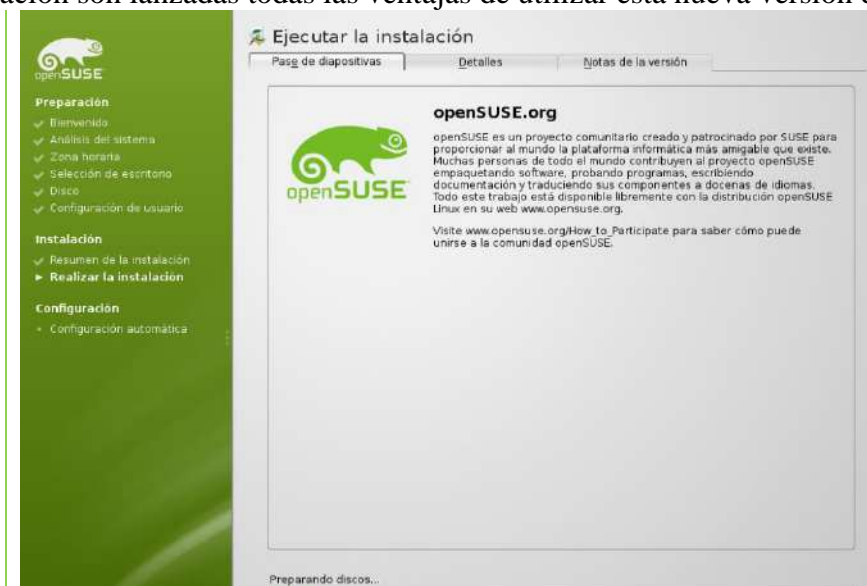 ación son lanzadas todas las ventajas de utilizar esta nueva versión
openSUSE
Preparación
Bienvenido
Análisis del sistema
Zona horaria
Selección de escritorio
Disco
Configuración de usuario
Instalación
Resumen de la instalación
Realizar la instalación
Configuración
Configuración automática
Ejecutar la instalación
Pase de diapositivas
Detalles
Notas de la versión
openSUSE
openSUSE.org
openSUSE es un proyecto comunitario creado y patrocinado por SUSE para
proporcionar al mundo la plataforma informática más amigable que existe.
Muchas personas de todo el mundo contribuyen al proyecto openSUSE
empaquetando software, probando programas, escribiendo
documentación y traduciendo sus componentes a docenas de idiomas.
Todo este trabajo está disponible libremente con la distribución openSUSE
Linux en su web www.opensuse.org.
Visite www.opensuse.org/How_to_Participate para saber cómo puede
unirse a la comunidad openSUSE.
Preparando discos...